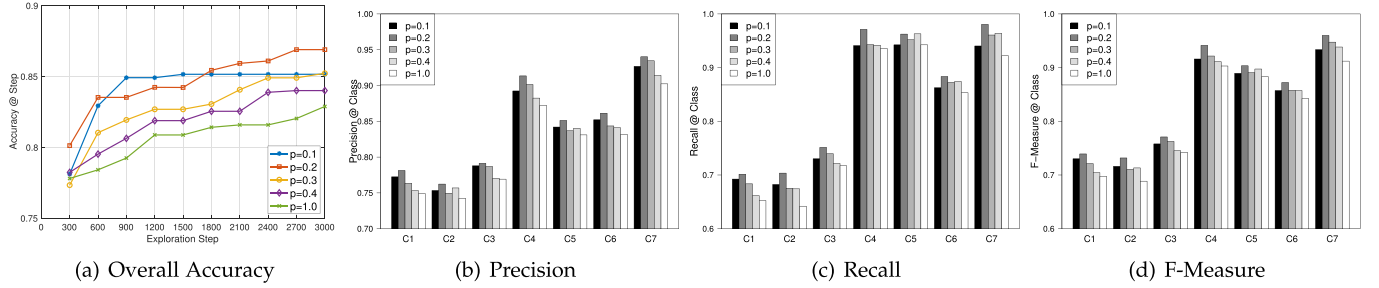 0.9
0.85
0.8
0.75
Accuracy @ Step
0 300 600 900 1200 1500 1800 2100 2400 2700 3000
Exploration Step
p=0.1
p=0.2
p=0.3
p=0.4
p=1.0
(a) Overall Accuracy
1.00
0.95
0.90
0.85
0.80
0.75
0.70
Precision @ Class
p=0.1
p=0.2
p=0.3
p=0.4
p=1.0
C1 C2 C3 C4 C5 C6 C7
(b) Precision
1.0
0.9
0.8
0.7
0.6
Recall @ Class
p=0.1
p=0.2
p=0.3
p=0.4
p=1.0
C1 C2 C3 C4 C5 C6 C7
(c) Recall
1.0
0.9
0.8
0.7
0.6
F−Measure @ Class
p=0.1
p=0.2
p=0.3
p=0.4
p=1.0
C1 C2 C3 C4 C5 C6 C7
(d) F-Measure